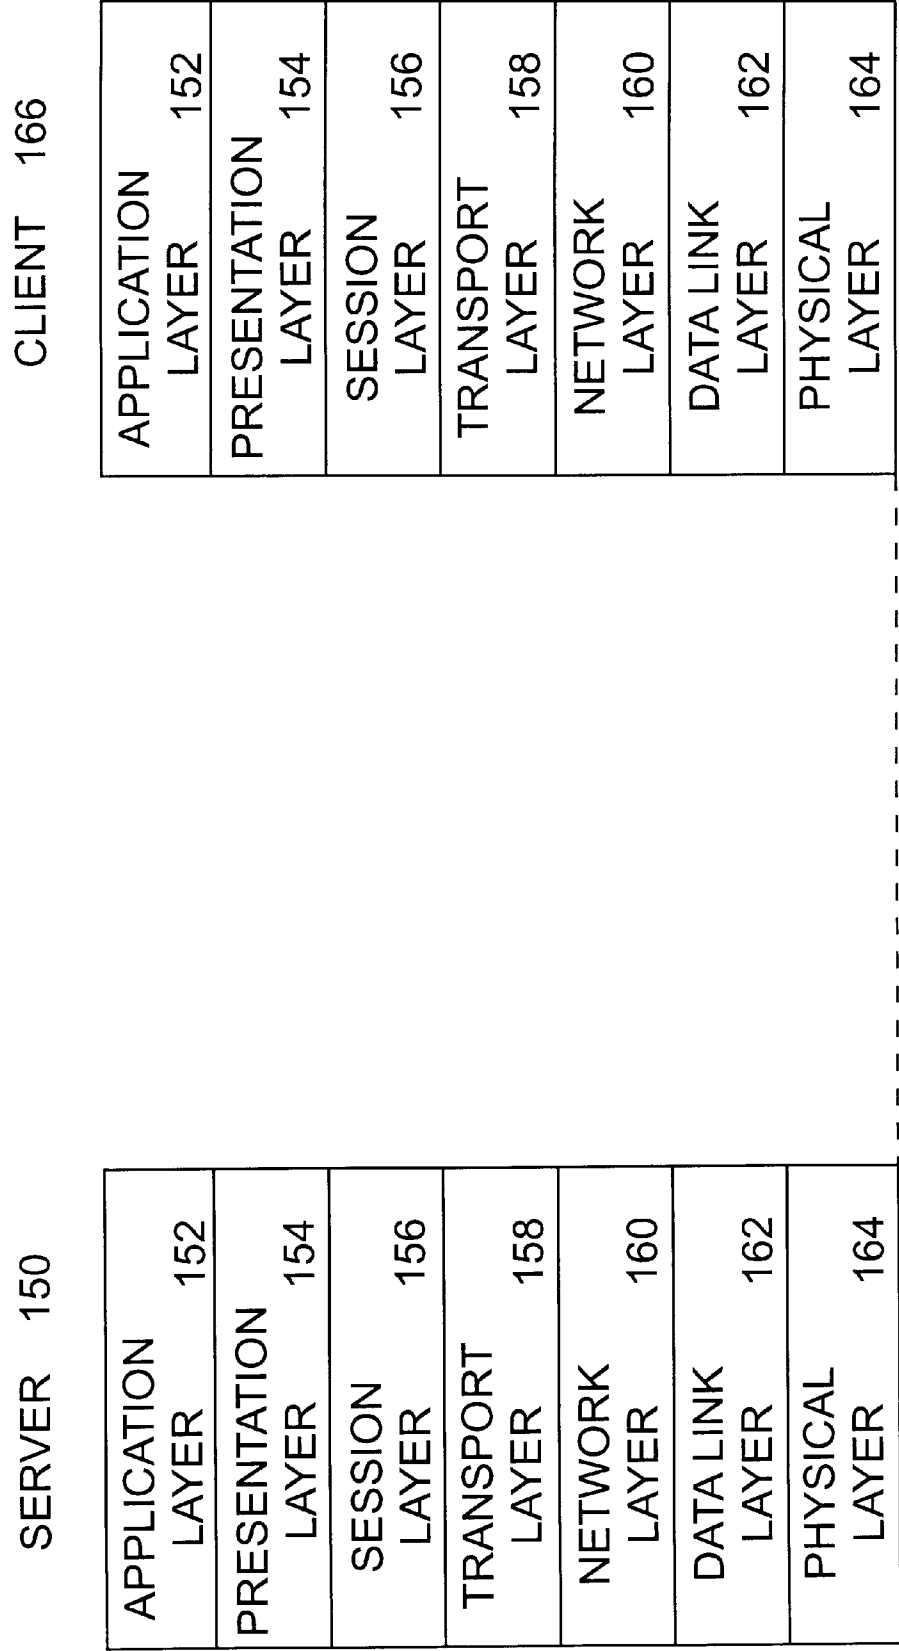 SERVER 150
APPLICATION
LAYER 152
PRESENTATION
LAYER 154
SESSION
LAYER 156
TRANSPORT
LAYER 158
NETWORK
LAYER 160
DATA LINK
LAYER 162
PHYSICAL
LAYER 164
CLIENT 166
APPLICATION
LAYER 152
PRESENTATION
LAYER 154
SESSION
LAYER 156
TRANSPORT
LAYER 158
NETWORK
LAYER 160
DATA LINK
LAYER 162
PHYSICAL
LAYER 164